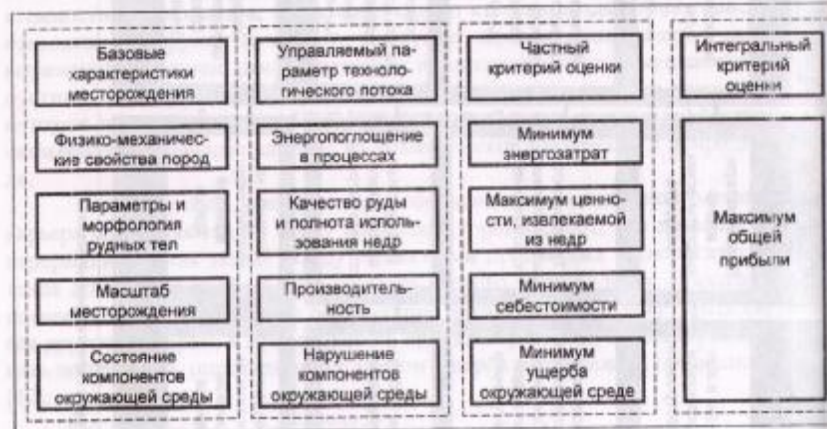 Базовые
характеристики
месторождения
Физико-механичес-
кие свойства пород
Параметры и
морфология
рудных тел
Масштаб
месторождения
Состояние
компонентов
окружающей среды
Управляемый па-
раметр техноло-
гического потока
Энергопоглощение
в процессах
Качество руды
и полнота исполь-
зования недр
Производитель-
ность
Нарушение
компонентов
окружающей среды
Частный
критерий оценки
Минимум
энергозатрат
Максимум ценно-
сти, извлекаемой
из недр
Минимум
себестоимости
Минимум
ущерба
окружающей среде
Интегральный
критерий
оценки
Максимум
общей
прибыли